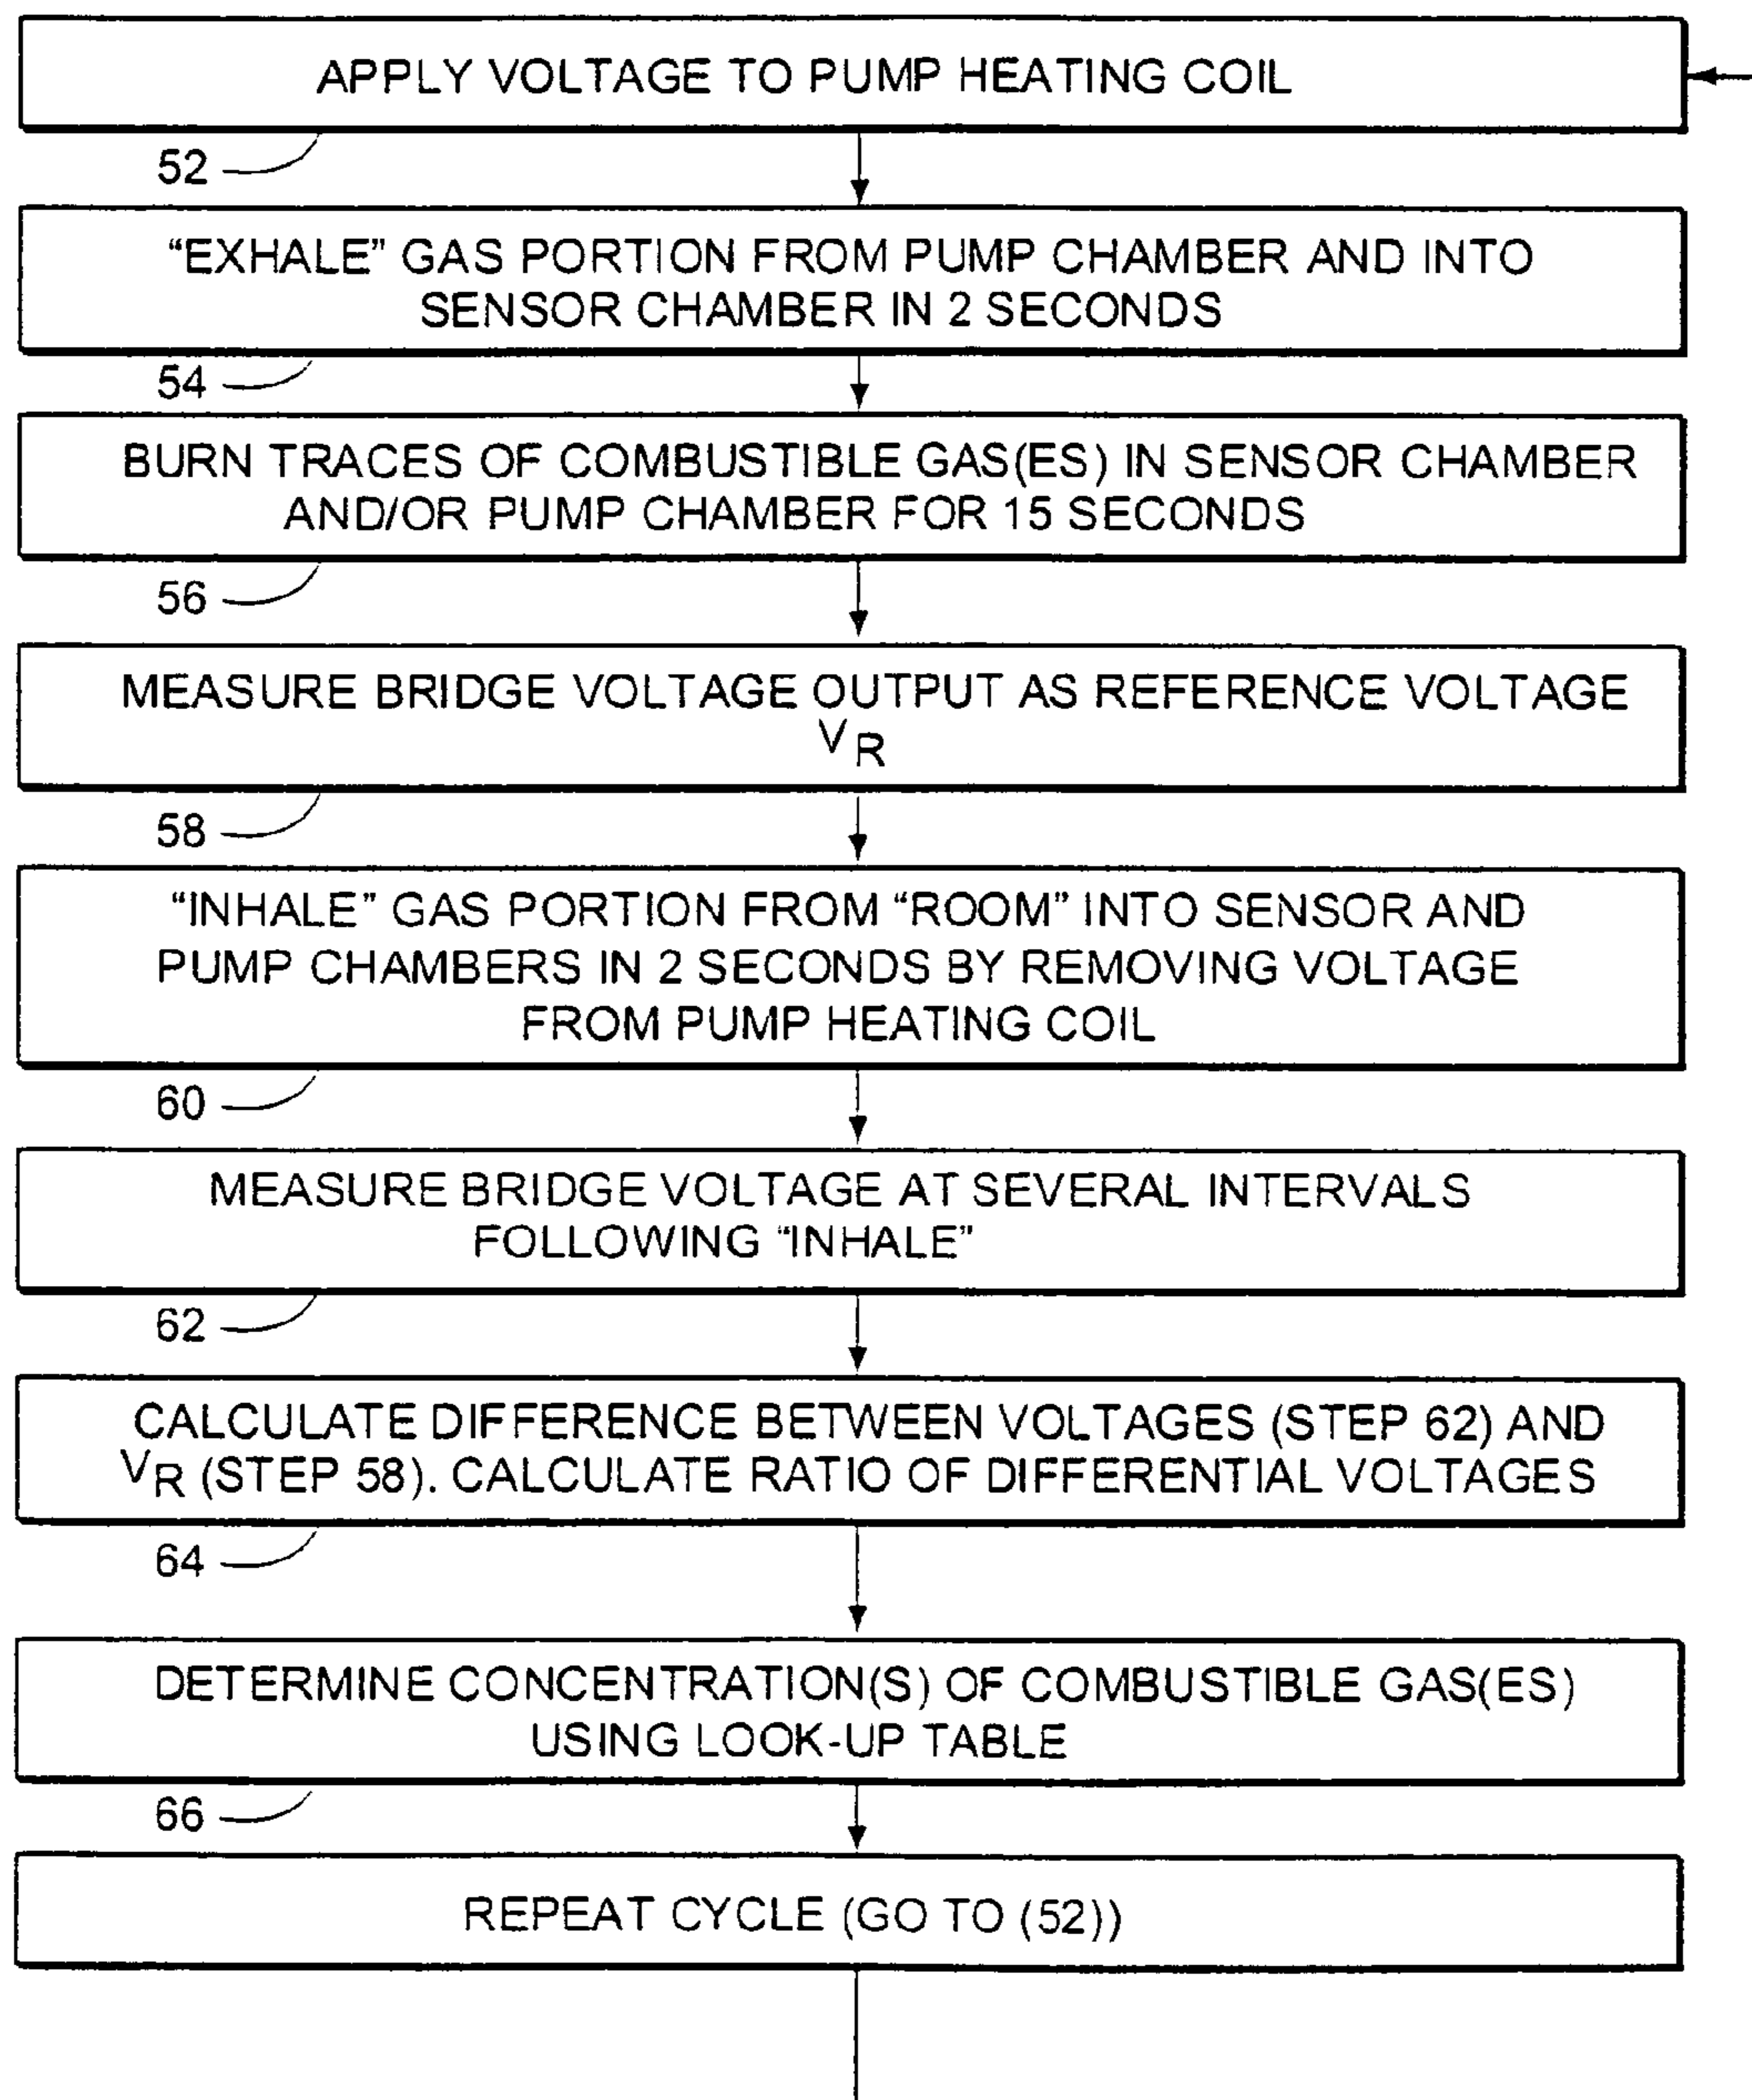 APPLY VOLTAGE TO PUMP HEATING COIL
52
“EXHALE” GAS PORTION FROM PUMP CHAMBER AND INTO
SENSOR CHAMBER IN 2 SECONDS
54
BURN TRACES OF COMBUSTIBLE GAS(ES) IN SENSOR CHAMBER
AND/OR PUMP CHAMBER FOR 15 SECONDS
56
MEASURE BRIDGE VOLTAGE OUTPUT AS REFERENCE VOLTAGE
VR
58
“INHALE” GAS PORTION FROM “ROOM” INTO SENSOR AND
PUMP CHAMBERS IN 2 SECONDS BY REMOVING VOLTAGE
FROM PUMP HEATING COIL
60
MEASURE BRIDGE VOLTAGE AT SEVERAL INTERVALS
FOLLOWING “INHALE”
62
CALCULATE DIFFERENCE BETWEEN VOLTAGES (STEP 62) AND
VR (STEP 58). CALCULATE RATIO OF DIFFERENTIAL VOLTAGES
64
DETERMINE CONCENTRATION(S) OF COMBUSTIBLE GAS(ES)
USING LOOK-UP TABLE
66
REPEAT CYCLE (GO TO (52))